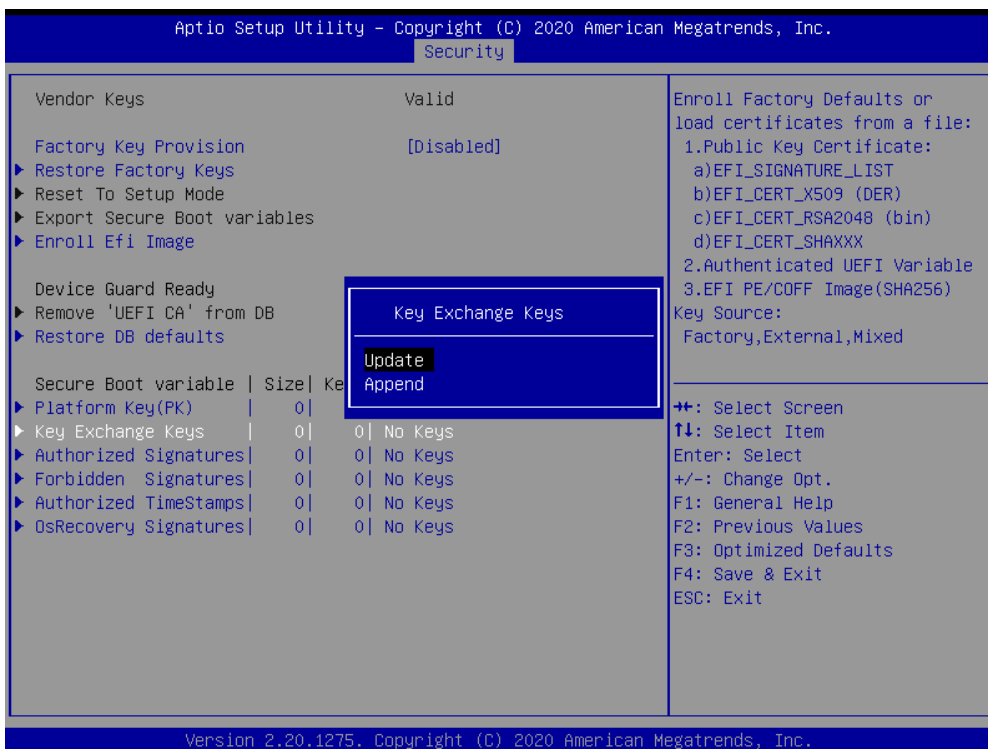 Aptio Setup Utility – Copyright (C) 2020 American Megatrends, Inc.
Security
Vendor Keys Valid
Factory Key Provision [Disabled]
Restore Factory Keys
Reset To Setup Mode
Export Secure Boot variables
Enroll Efi Image
Device Guard Ready
Remove 'UEFI CA' from DB
Restore DB defaults
Secure Boot variable | Size| Ke
Platform Key(PK) | 0|
Key Exchange Keys | 0| 0| No Keys
Authorized Signatures| 0| 0| No Keys
Forbidden Signatures| 0| 0| No Keys
Authorized TimeStamps| 0| 0| No Keys
OsRecovery Signatures| 0| 0| No Keys
Key Exchange Keys
Update
Append
Enroll Factory Defaults or
load certificates from a file:
1.Public Key Certificate:
a)EFI_SIGNATURE_LIST
b)EFI_CERT_X509 (DER)
c)EFI_CERT_RSA2048 (bin)
d)EFI_CERT_SHAXXX
2.Authenticated UEFI Variable
3.EFI PE/COFF Image(SHA256)
Key Source:
Factory,External,Mixed
→←: Select Screen
↑↓: Select Item
Enter: Select
+/-: Change Opt.
F1: General Help
F2: Previous Values
F3: Optimized Defaults
F4: Save & Exit
ESC: Exit
Version 2.20.1275. Copyright (C) 2020 American Megatrends, Inc.